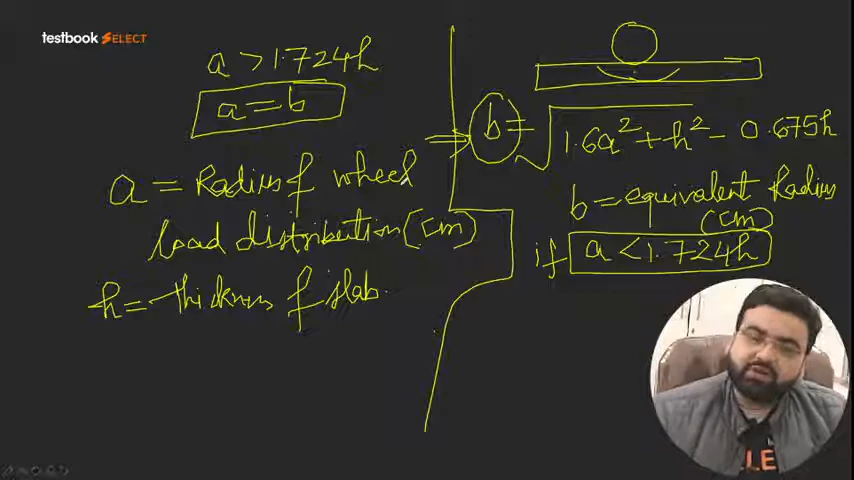 testbook SELECT
a > 1.724h
a = b
a = Radius of wheel
load distribution (cm)
h = thickness of slab.
b = √1.6a² + h² - 0.675h
b = equivalent Radius
(cm)
if a < 1.724h
ELE